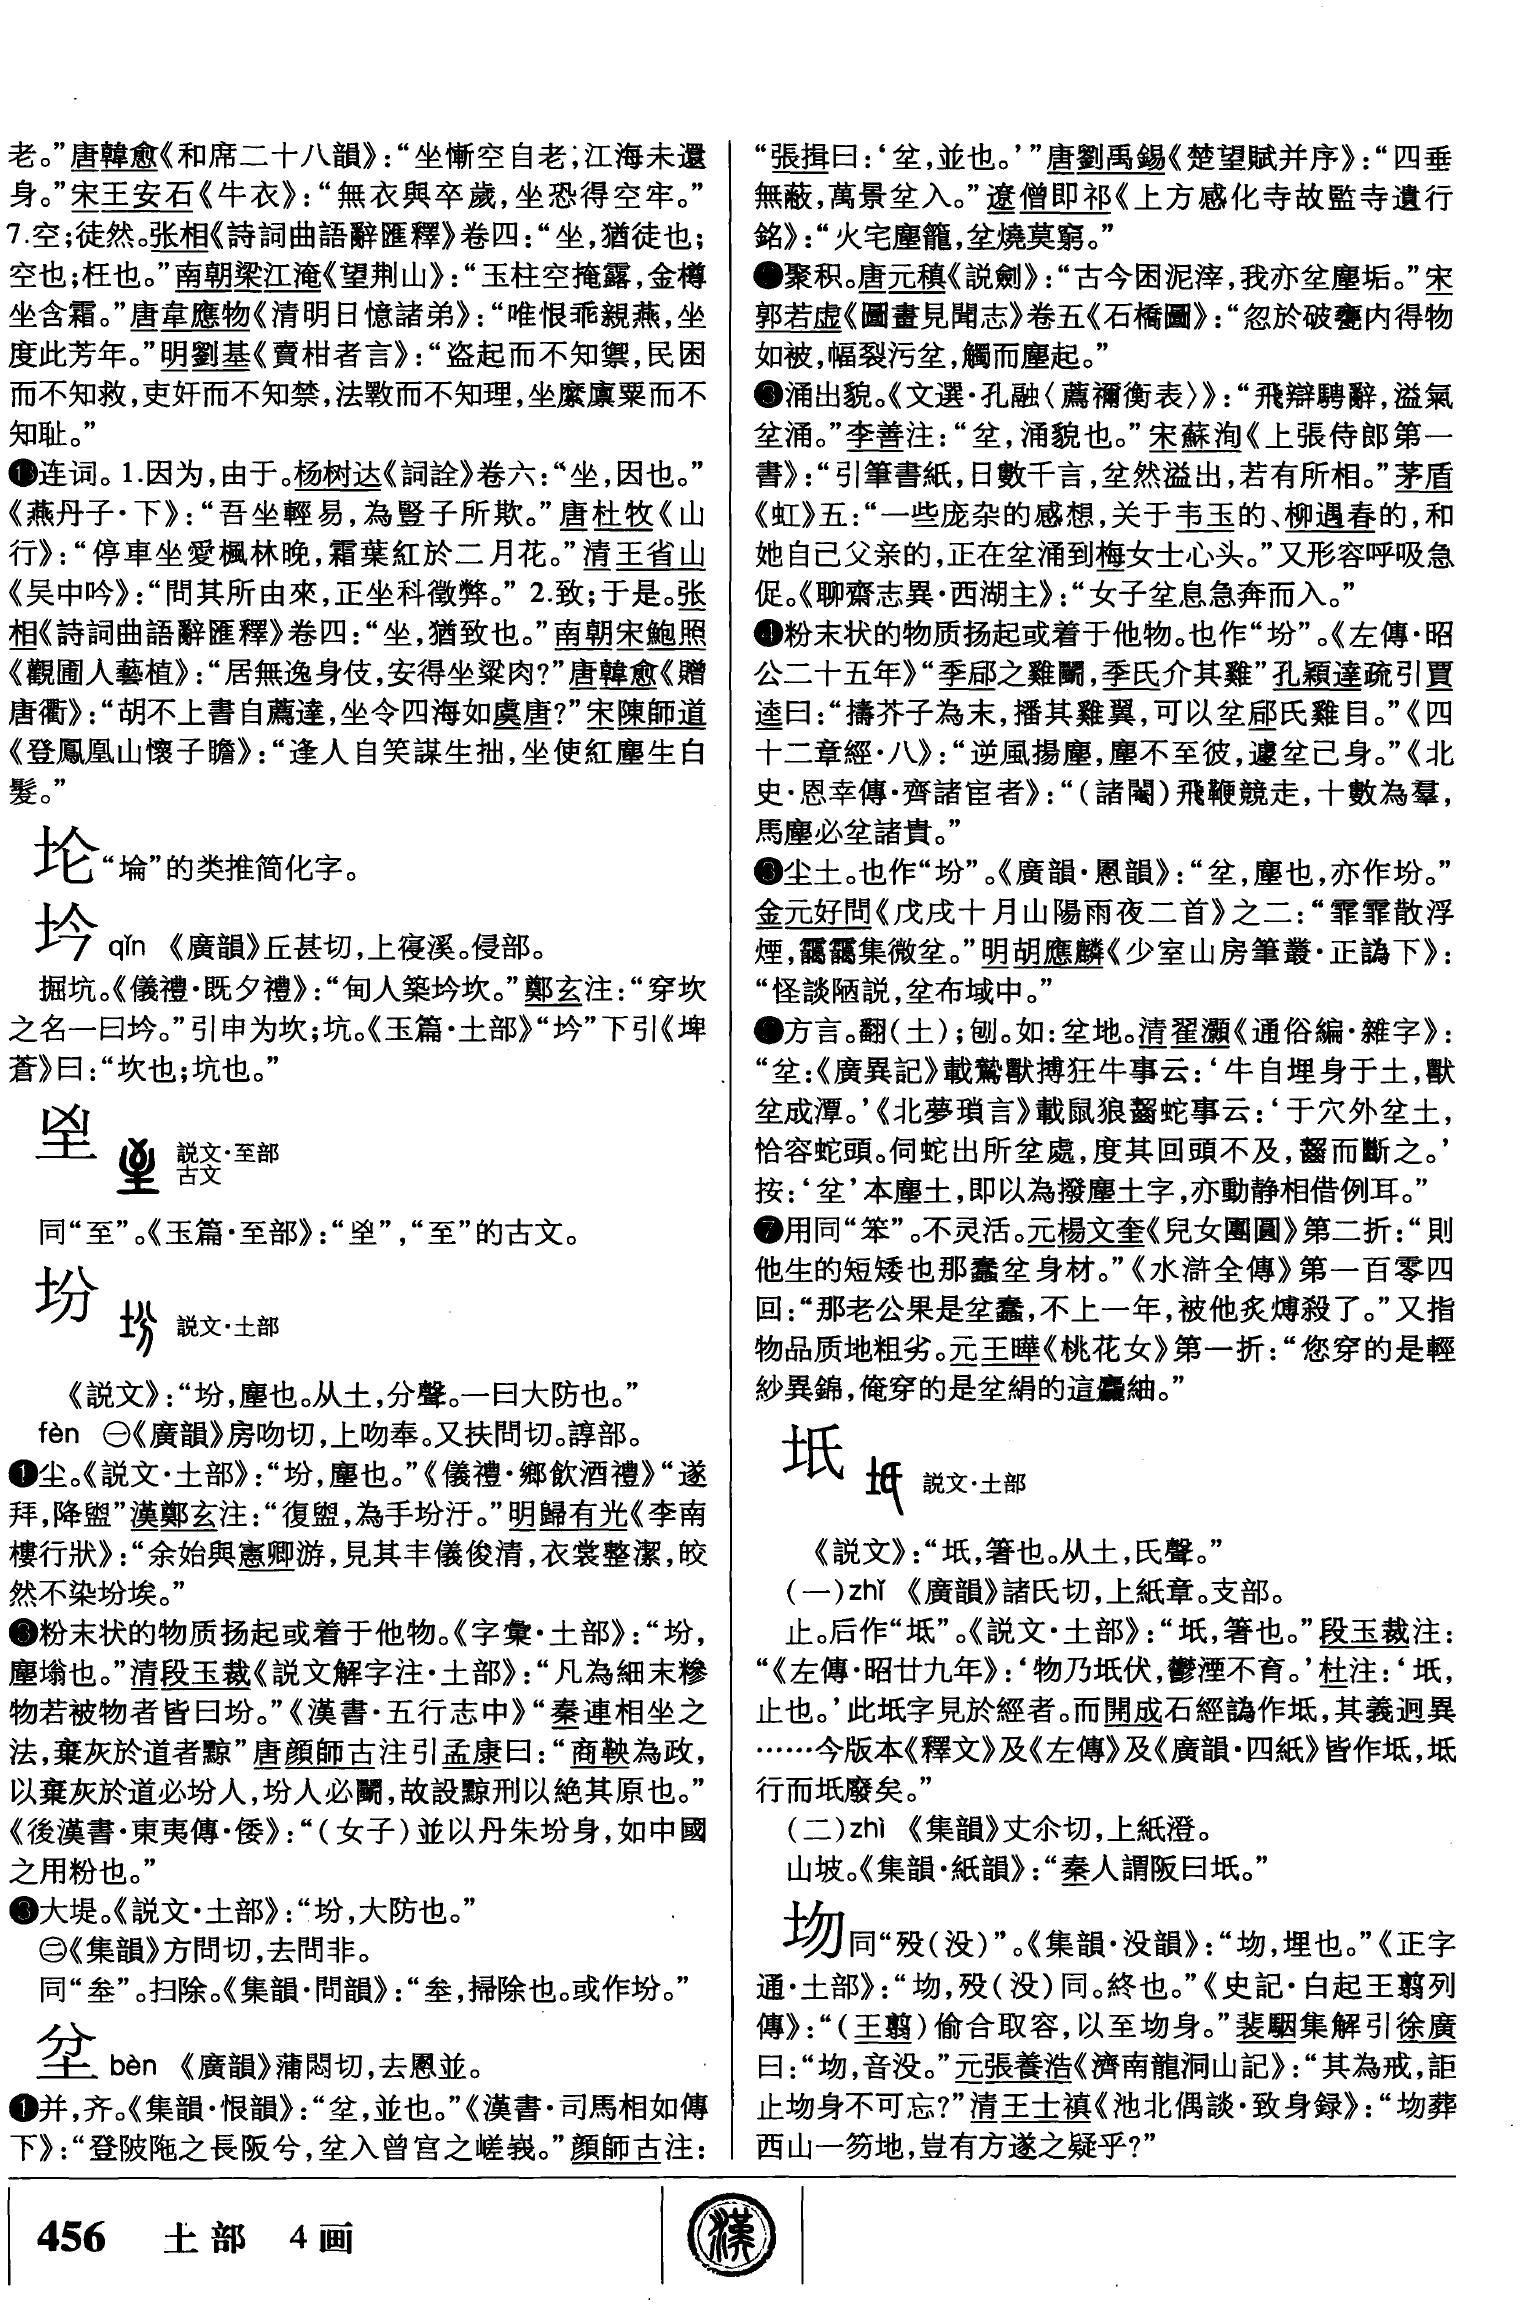 老。”唐韓愈《和席二十八韻》:“坐慚空自老;江海未還
身。”宋王安石《牛衣》:“無衣與卒歲,坐恐得空牢。”
7.空;徒然。张相《詩詞曲語辭匯釋》卷四:“坐,猶徒也;
空也;枉也。”南朝梁江淹《望荆山》:“玉柱空掩露,金樽
坐含霜。”唐韋應物《清明日憶諸弟》:“唯恨乖親燕,坐
度此芳年。”明劉基《賣柑者言》:“盗起而不知禦,民困
而不知救,吏奸而不知禁,法斁而不知理,坐縻廪粟而不
知耻。”
⓭连词。1.因为,由于。杨树达《詞詮》卷六:“坐,因也。”
《燕丹子·下》:“吾坐輕易,為豎子所欺。”唐杜牧《山
行》:“停車坐愛楓林晚,霜葉紅於二月花。”清王省山
《吴中吟》:“問其所由來,正坐科徵弊。” 2.致;于是。张
相《詩詞曲語辭匯釋》卷四:“坐,猶致也。”南朝宋鮑照
《觀圃人藝植》:“居無逸身伎,安得坐粱肉?”唐韓愈《贈
唐衢》:“胡不上書自薦達,坐令四海如虞唐?”宋陳師道
《登鳳凰山懷子瞻》:“逢人自笑謀生拙,坐使紅塵生白
髮。”
坨“埨”的类推简化字。
坅 qǐn 《廣韻》丘甚切,上寑溪。侵部。
掘坑。《儀禮·既夕禮》:“甸人築坅坎。”鄭玄注:“穿坎
之名一曰坅。”引申为坎;坑。《玉篇·土部》“坅”下引《埤
蒼》曰:“坎也;坑也。”
説文·至部
古文
同“至”。《玉篇·至部》:“𡊏”,“至”的古文。
坋 説文·土部
《説文》:“坋,塵也。从土,分聲。一曰大防也。”
fèn ㊀《廣韻》房吻切,上吻奉。又扶問切。諄部。
❶尘。《説文·土部》:“坋,塵也。”《儀禮·鄉飲酒禮》“遂
拜,降盥”漢鄭玄注:“復盥,為手坋汙。”明歸有光《李南
樓行狀》:“余始與憲卿游,見其丰儀俊清,衣裳整潔,皎
然不染坋埃。”
❷粉末状的物质扬起或着于他物。《字彙·土部》:“坋,
塵塕也。”清段玉裁《説文解字注·土部》:“凡為細末糝
物若被物者皆曰坋。”《漢書·五行志中》“秦連相坐之
法,棄灰於道者黥”唐顔師古注引孟康曰:“商鞅為政,
以棄灰於道必坋人,坋人必鬭,故設黥刑以絶其原也。”
《後漢書·東夷傳·倭》:“(女子)並以丹朱坋身,如中國
之用粉也。”
❸大堤。《説文·土部》:“坋,大防也。”
㊁《集韻》方問切,去問非。
同“坌”。扫除。《集韻·問韻》:“坌,掃除也。或作坋。”
坌 bèn 《廣韻》蒲悶切,去慁並。
❶并,齐。《集韻·恨韻》:“坌,並也。”《漢書·司馬相如傳
下》:“登陂陁之長阪兮,坌入曾宫之嵯峩。”顔師古注:
“張揖曰:‘坌,並也。’”唐劉禹錫《楚望賦并序》:“四垂
無蔽,萬景坌入。”遼僧即祁《上方感化寺故監寺遺行
銘》:“火宅塵籠,坌燒莫窮。”
❷聚积。唐元稹《説劍》:“古今困泥滓,我亦坌塵垢。”宋
郭若虚《圖畫見聞志》卷五《石橋圖》:“忽於破甕内得物
如被,幅裂污坌,觸而塵起。”
❸涌出貌。《文選·孔融〈薦禰衡表〉》:“飛辯騁辭,溢氣
坌涌。”李善注:“坌,涌貌也。”宋蘇洵《上張侍郎第一
書》:“引筆書紙,日數千言,坌然溢出,若有所相。”茅盾
《虹》五:“一些庞杂的感想,关于韦玉的、柳遇春的,和
她自己父亲的,正在坌涌到梅女士心头。”又形容呼吸急
促。《聊齋志異·西湖主》:“女子坌息急奔而入。”
❹粉末状的物质扬起或着于他物。也作“坋”。《左傳·昭
公二十五年》“季郈之雞鬭,季氏介其雞”孔穎達疏引賈
逵曰:“擣芥子為末,播其雞翼,可以坌郈氏雞目。”《四
十二章經·八》:“逆風揚塵,塵不至彼,遽坌己身。”《北
史·恩幸傳·齊諸宦者》:“(諸閹)飛鞭競走,十數為羣,
馬塵必坌諸貴。”
❺尘土。也作“坋”。《廣韻·慁韻》:“坌,塵也,亦作坋。”
金元好問《戊戌十月山陽雨夜二首》之二:“霏霏散浮
煙,靄靄集微坌。”明胡應麟《少室山房筆叢·正譌下》:
“怪談陋説,坌布域中。”
❻方言。翻(土);刨。如:坌地。清翟灝《通俗編·雜字》:
“坌:《廣異記》載鷙獸搏狂牛事云:‘牛自埋身于土,獸
坌成潭。’《北夢瑣言》載鼠狼齧蛇事云:‘于穴外坌土,
恰容蛇頭。伺蛇出所坌處,度其回頭不及,齧而斷之。’
按:‘坌’本塵土,即以為撥塵土字,亦動静相借例耳。”
❼用同“笨”。不灵活。元楊文奎《兒女團圓》第二折:“則
他生的短矮也那蠢坌身材。”《水滸全傳》第一百零四
回:“那老公果是坌蠢,不上一年,被他炙煿殺了。”又指
物品质地粗劣。元王曄《桃花女》第一折:“您穿的是輕
紗異錦,俺穿的是坌絹的這麤紬。”
坁 説文·土部
《説文》:“坁,箸也。从土,氏聲。”
(一)zhǐ 《廣韻》諸氏切,上紙章。支部。
止。后作“坻”。《説文·土部》:“坁,箸也。”段玉裁注:
“《左傳·昭廿九年》:‘物乃坁伏,鬱湮不育。’杜注:‘坁,
止也。’此坁字見於經者。而開成石經譌作坻,其義迥異
……今版本《釋文》及《左傳》及《廣韻·四紙》皆作坻,坻
行而坁廢矣。”
(二)zhì 《集韻》丈尒切,上紙澄。
山坡。《集韻·紙韻》:“秦人謂阪曰坁。”
圽同“殁(没)”。《集韻·没韻》:“圽,埋也。”《正字
通·土部》:“圽,殁(没)同。終也。”《史記·白起王翦列
傳》:“(王翦)偷合取容,以至圽身。”裴駰集解引徐廣
曰:“圽,音没。”元張養浩《濟南龍洞山記》:“其為戒,詎
止圽身不可忘?”清王士禛《池北偶談·致身録》:“圽葬
西山一笏地,豈有方遂之疑乎?”
456 土部 4画
漢